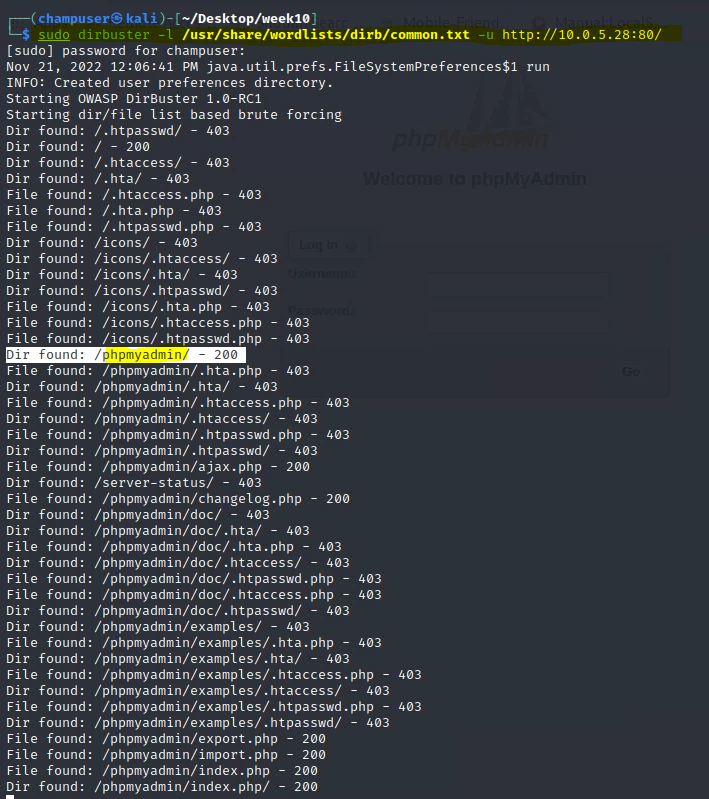 (champuser㉿kali)-[~/Desktop/week10]
$ sudo dirbuster -l /usr/share/wordlists/dirb/common.txt -u http://10.0.5.28:80/
[sudo] password for champuser:
Nov 21, 2022 12:06:41 PM java.util.prefs.FileSystemPreferences$1 run
INFO: Created user preferences directory.
Starting OWASP DirBuster 1.0-RC1
Starting dir/file list based brute forcing
Dir found: /.htpasswd/ - 403
Dir found: / - 200
Dir found: /.htaccess/ - 403
Dir found: /.hta/ - 403
File found: /.htaccess.php - 403
File found: /.hta.php - 403
File found: /.htpasswd.php - 403
Dir found: /icons/ - 403
Dir found: /icons/.htaccess/ - 403
Dir found: /icons/.hta/ - 403
Dir found: /icons/.htpasswd/ - 403
File found: /icons/.hta.php - 403
File found: /icons/.htaccess.php - 403
File found: /icons/.htpasswd.php - 403
Dir found: /phpmyadmin/ - 200
File found: /phpmyadmin/.hta.php - 403
Dir found: /phpmyadmin/.hta/ - 403
File found: /phpmyadmin/.htaccess.php - 403
Dir found: /phpmyadmin/.htaccess/ - 403
File found: /phpmyadmin/.htpasswd.php - 403
Dir found: /phpmyadmin/.htpasswd/ - 403
File found: /phpmyadmin/ajax.php - 200
Dir found: /server-status/ - 403
File found: /phpmyadmin/changelog.php - 200
Dir found: /phpmyadmin/doc/ - 403
Dir found: /phpmyadmin/doc/.hta/ - 403
File found: /phpmyadmin/doc/.hta.php - 403
Dir found: /phpmyadmin/doc/.htaccess/ - 403
File found: /phpmyadmin/doc/.htpasswd.php - 403
File found: /phpmyadmin/doc/.htaccess.php - 403
Dir found: /phpmyadmin/doc/.htpasswd/ - 403
Dir found: /phpmyadmin/examples/ - 403
File found: /phpmyadmin/examples/.hta.php - 403
Dir found: /phpmyadmin/examples/.hta/ - 403
File found: /phpmyadmin/examples/.htaccess.php - 403
Dir found: /phpmyadmin/examples/.htaccess/ - 403
File found: /phpmyadmin/examples/.htpasswd.php - 403
Dir found: /phpmyadmin/examples/.htpasswd/ - 403
File found: /phpmyadmin/export.php - 200
File found: /phpmyadmin/import.php - 200
File found: /phpmyadmin/index.php - 200
Dir found: /phpmyadmin/index.php/ - 200
Mobile-Friend
Manual:LocalS
phpMyAdmin
Welcome to phpMyAdmin
Log in
Username:
Password:
Go